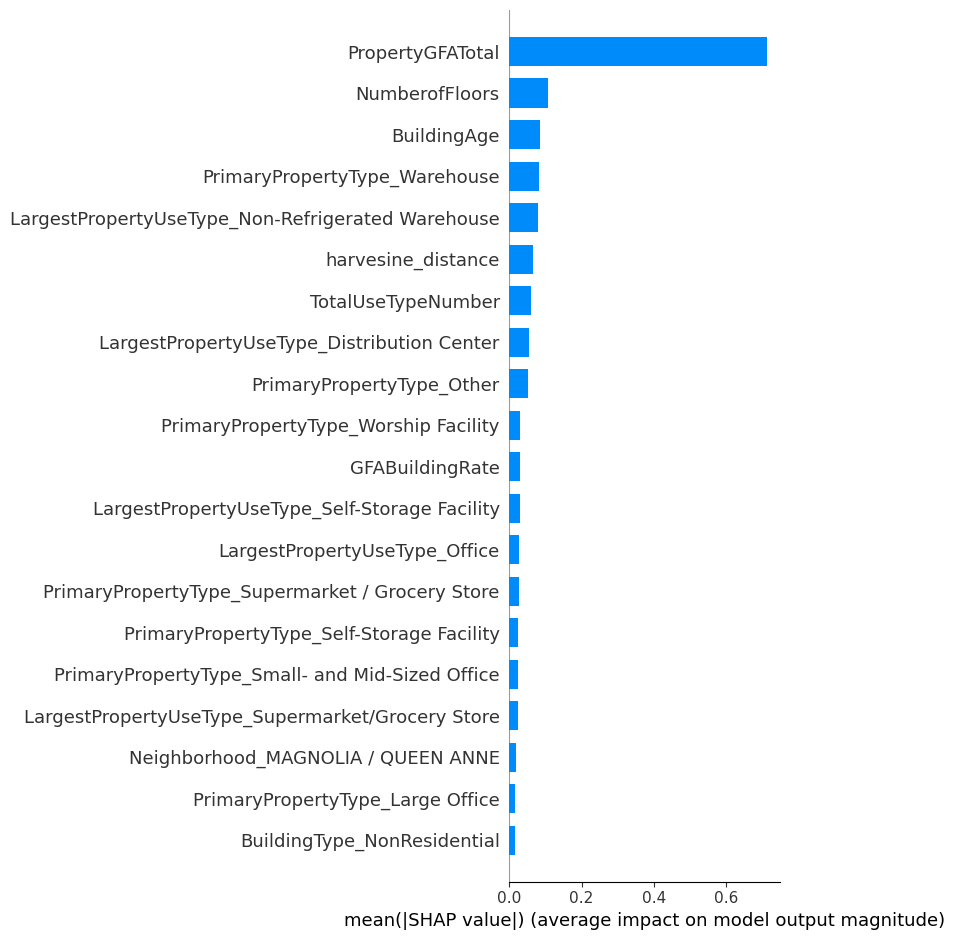 PropertyGFATotal
NumberofFloors
BuildingAge
PrimaryPropertyType_Warehouse
LargestPropertyUseType_Non-Refrigerated Warehouse
harvesine_distance
TotalUseTypeNumber
LargestPropertyUseType_Distribution Center
PrimaryPropertyType_Other
PrimaryPropertyType_Worship Facility
GFABuildingRate
LargestPropertyUseType_Self-Storage Facility
LargestPropertyUseType_Office
PrimaryPropertyType_Supermarket / Grocery Store
PrimaryPropertyType_Self-Storage Facility
PrimaryPropertyType_Small- and Mid-Sized Office
LargestPropertyUseType_Supermarket/Grocery Store
Neighborhood_MAGNOLIA / QUEEN ANNE
PrimaryPropertyType_Large Office
BuildingType_NonResidential
0.0 0.2 0.4 0.6
mean(|SHAP value|) (average impact on model output magnitude)